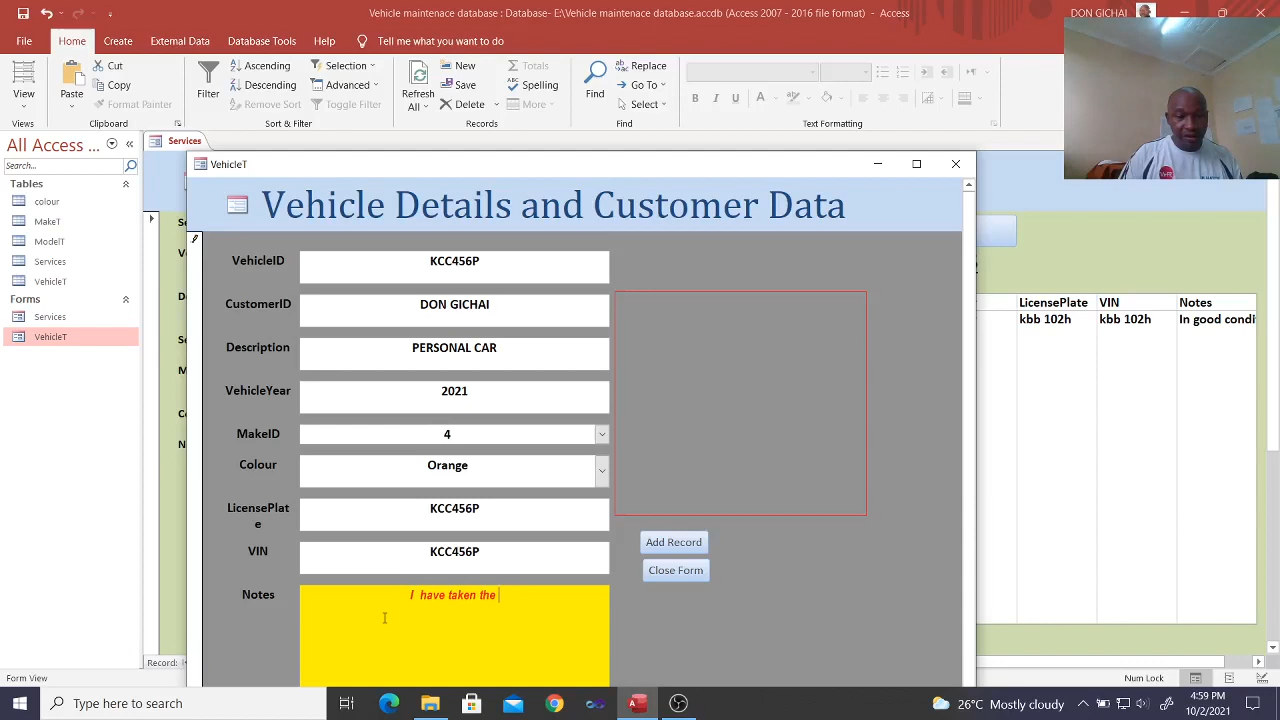 Vehicle maintenance : Database- E:\Vehicle maintenance database.accdb (Access 2007 - 2016 file format) - Access
DON GICHAI
File
Home
Create
External Data
Database Tools
Help
Tell me what you want to do
View
Paste
Cut
Copy
Format Painter
Filter
Ascending
Descending
Remove Sort
Selection
Advanced
Toggle Filter
Refresh
All
New
Save
Delete
Totals
Spelling
More
Find
Replace
Go To
Select
B I U A
Views
Clipboard
Sort & Filter
Records
Find
Text Formatting
All Access ...
Search...
Tables
colour
MakeT
ModelT
Services
VehicleT
Forms
Services
VehicleT
Services
VehicleT
Vehicle Details and Customer Data
VehicleID
KCC456P
CustomerID
DON GICHAI
Description
PERSONAL CAR
VehicleYear
2021
MakeID
4
Colour
Orange
LicensePlat
e
KCC456P
VIN
KCC456P
Notes
I have taken the
Add Record
Close Form
LicensePlate
VIN
Notes
kbb 102h
kbb 102h
In good condi
Record:
Form View
Num Lock
Type here to search
26°C Mostly cloudy
4:59 PM
10/2/2021